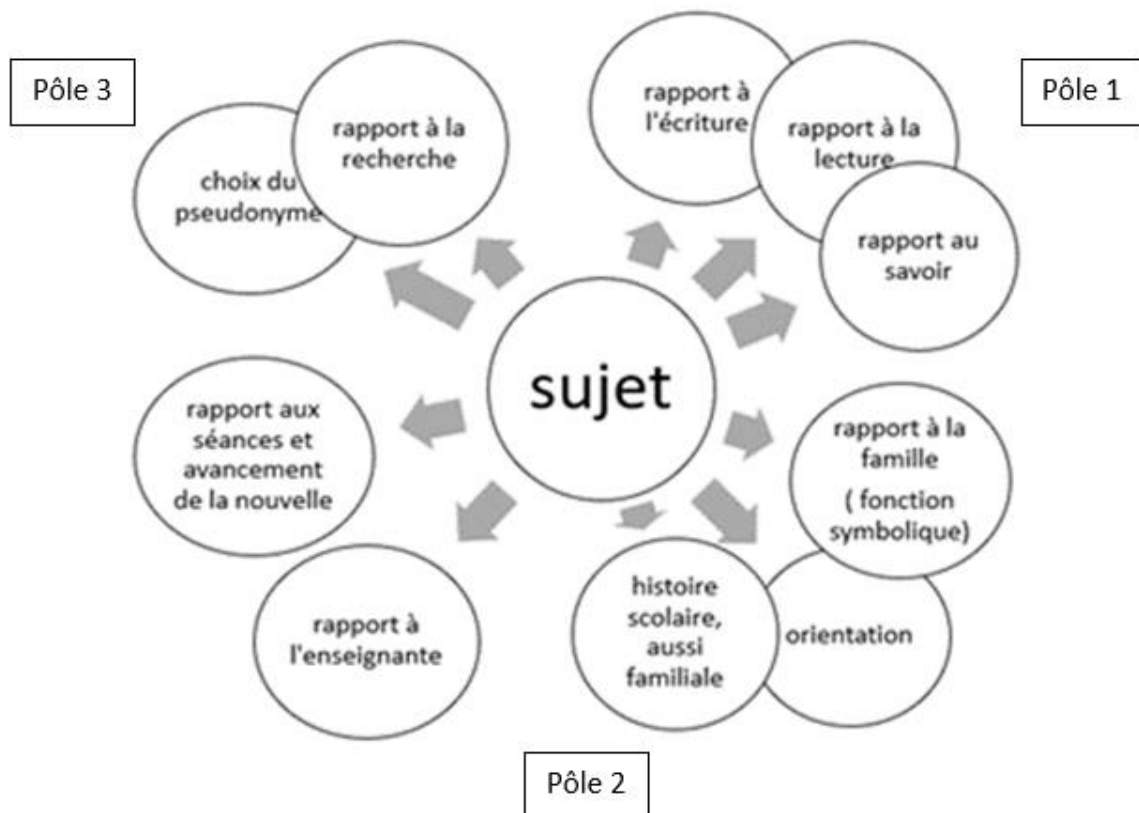 Pôle 3
rapport à la
recherche
choix du
pseudonyme
rapport à
l'écriture
rapport à la
lecture
rapport au
savoir
Pôle 1
sujet
rapport aux
séances et
avancement
de la nouvelle
rapport à
l'enseignante
rapport à la
famille
( fonction
symbolique)
histoire
scolaire,
aussi
familiale
orientation
Pôle 2